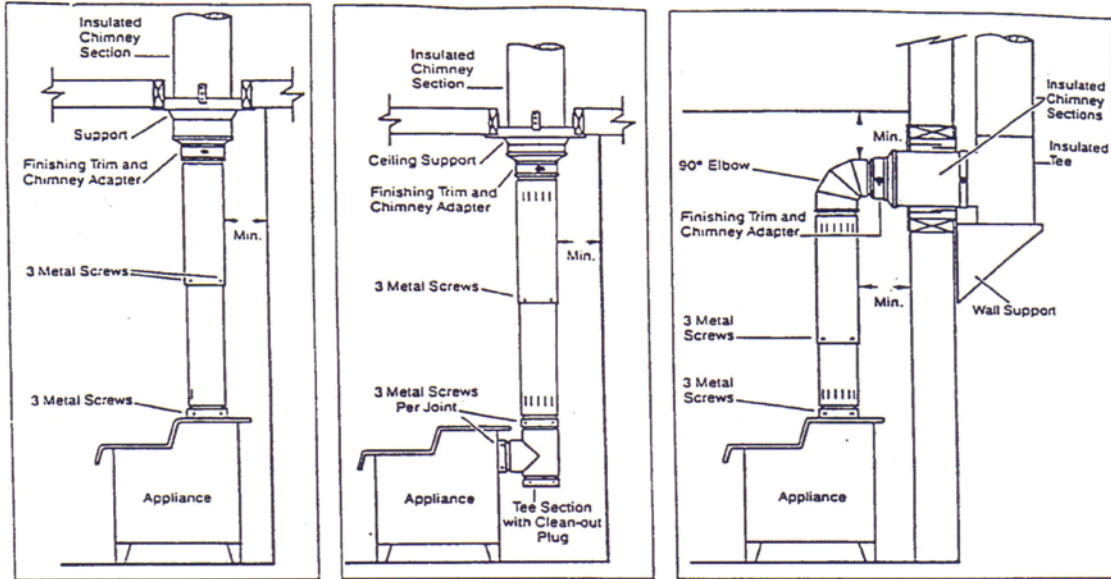 Insulated
Chimney
Section
Support
Finishing Trim and
Chimney Adapter
Min.
3 Metal Screws
3 Metal Screws
Appliance
Insulated
Chimney
Section
Ceiling Support
Finishing Trim and
Chimney Adapter
Min.
3 Metal Screws
3 Metal Screws
Per Joint
Appliance
Tee Section
with Clean-out
Plug
Min.
Insulated
Chimney
Sections
Insulated
Tee
90° Elbow
Finishing Trim and
Chimney Adapter
Min.
Wall Support
3 Metal
Screws
3 Metal
Screws
Appliance